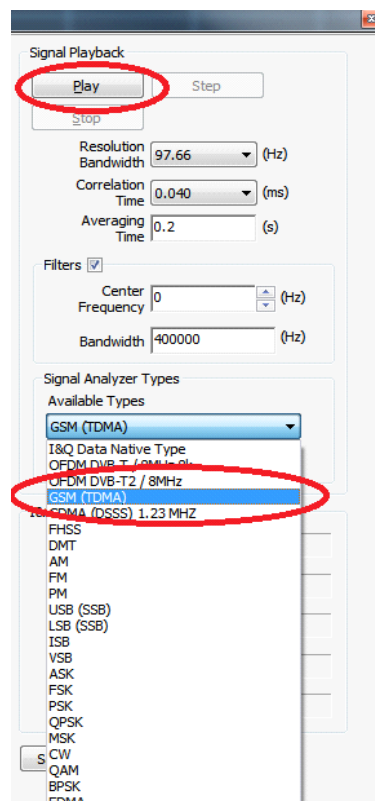 Signal Playback
Play Step
Stop
Resolution Bandwidth 97.66 (Hz)
Correlation Time 0.040 (ms)
Averaging Time 0.2 (s)
Filters
Center Frequency 0 (Hz)
Bandwidth 400000 (Hz)
Signal Analyzer Types
Available Types
GSM (TDMA)
I&Q Data Native Type
OFDM DVB-T / 8MHz
OFDM DVB-T2 / 8MHz
GSM (TDMA)
CDMA (DSSS) 1.23 MHZ
FHSS
DMT
AM
FM
PM
USB (SSB)
LSB (SSB)
ISB
VSB
ASK
FSK
PSK
QPSK
MSK
S CW
QAM
BPSK